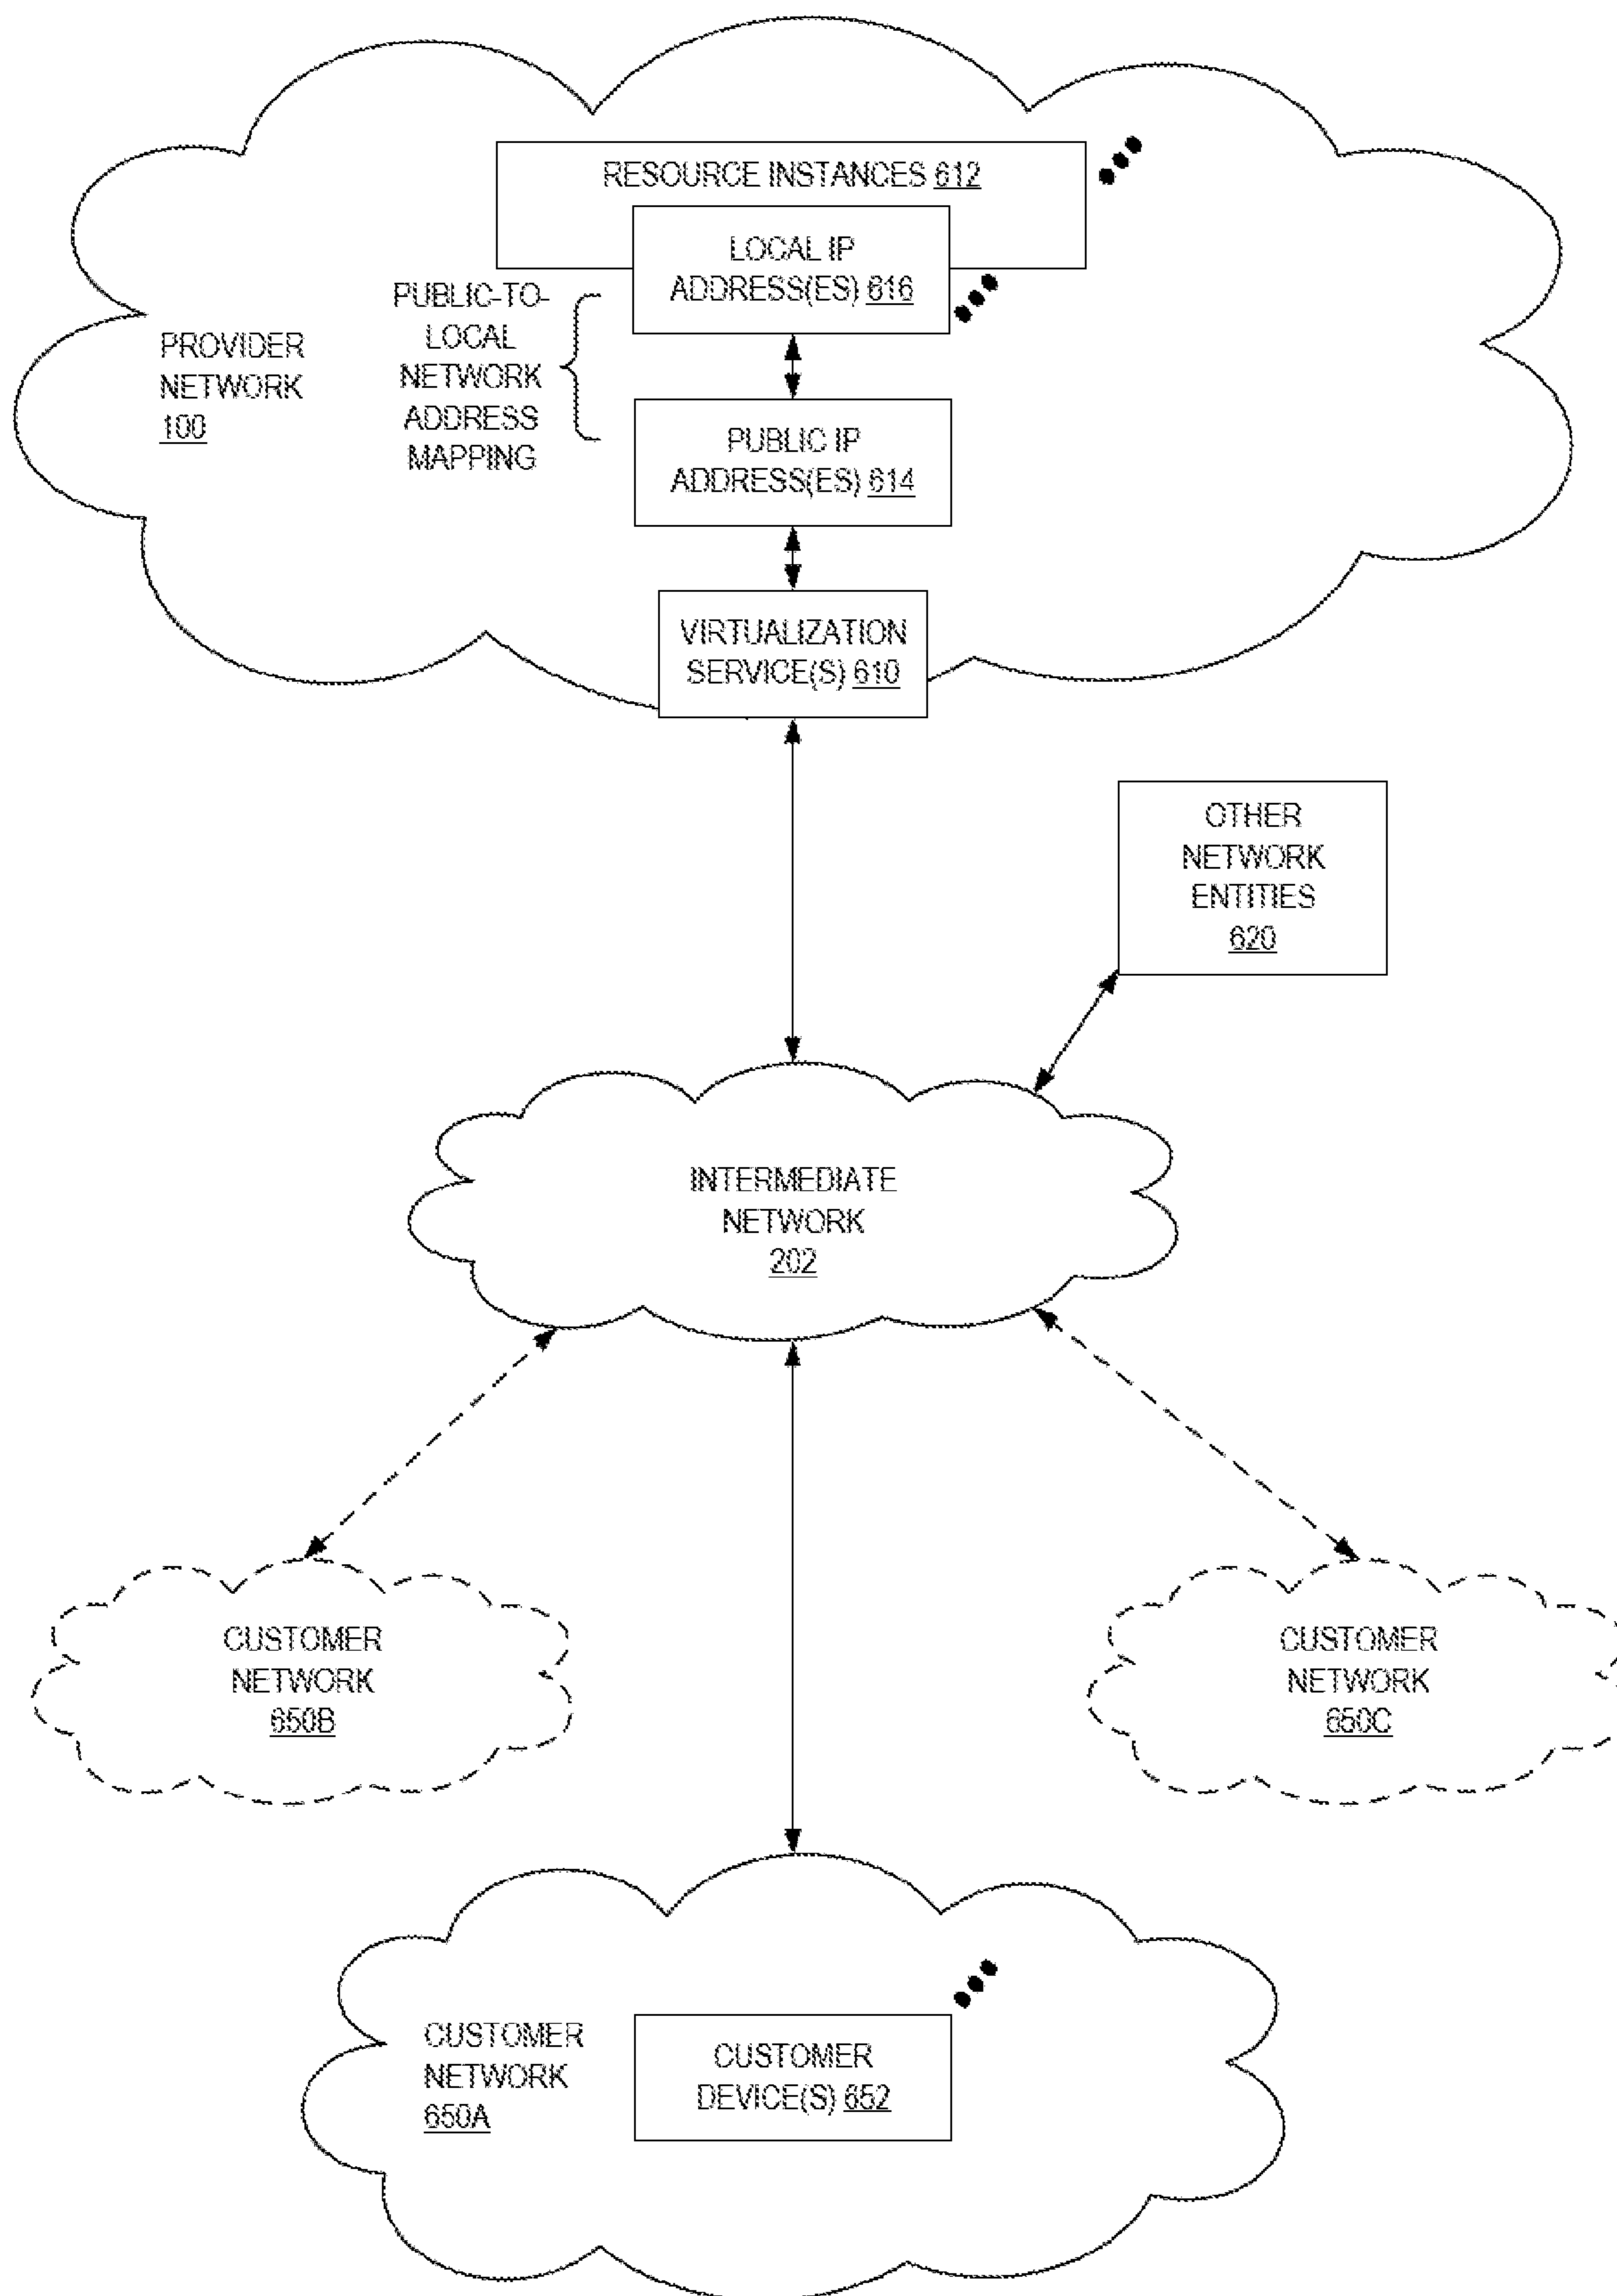 RESOURCE INSTANCES 612
LOCAL IP
ADDRESS(ES) 616
PUBLIC-TO-
LOCAL
NETWORK
ADDRESS
MAPPING
PROVIDER
NETWORK
100
PUBLIC IP
ADDRESS(ES) 614
VIRTUALIZATION
SERVICE(S) 610
OTHER
NETWORK
ENTITIES
620
INTERMEDIATE
NETWORK
202
CUSTOMER
NETWORK
650B
CUSTOMER
NETWORK
650C
CUSTOMER
NETWORK
650A
CUSTOMER
DEVICE(S) 652